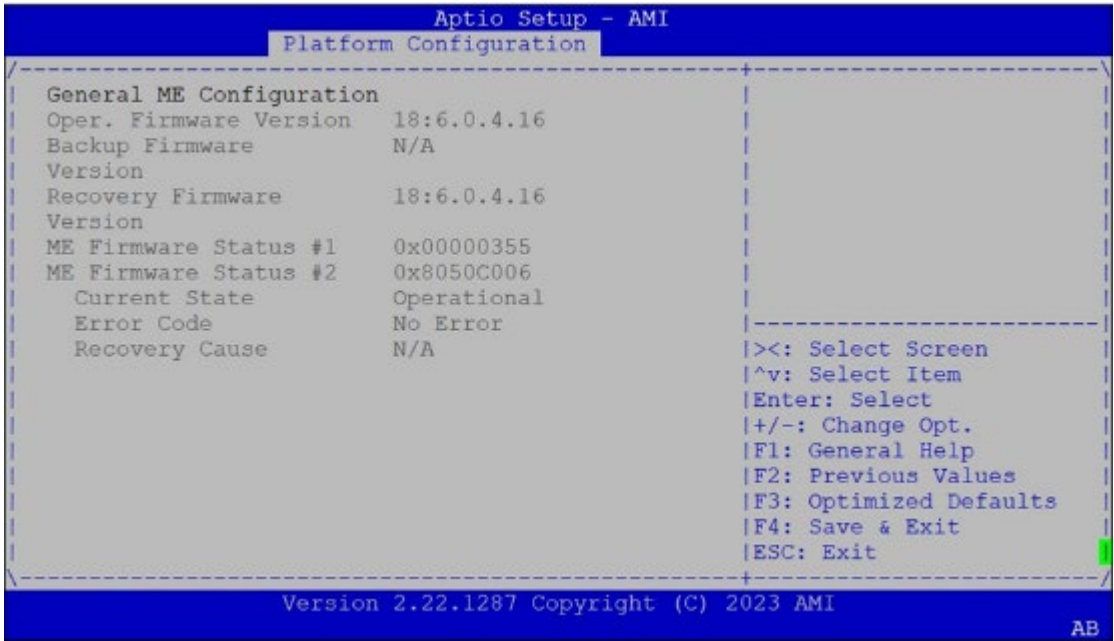 Aptio Setup - AMI
Platform Configuration
General ME Configuration
Oper. Firmware Version 18:6.0.4.16
Backup Firmware N/A
Version
Recovery Firmware 18:6.0.4.16
Version
ME Firmware Status #1 0x00000355
ME Firmware Status #2 0x8050C006
Current State Operational
Error Code No Error
Recovery Cause N/A
><: Select Screen
^v: Select Item
Enter: Select
+/-: Change Opt.
F1: General Help
F2: Previous Values
F3: Optimized Defaults
F4: Save & Exit
ESC: Exit
Version 2.22.1287 Copyright (C) 2023 AMI
AB